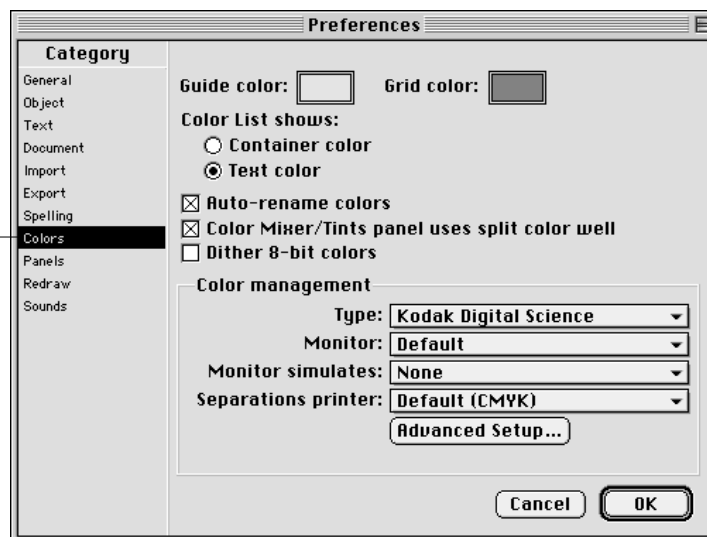 Preferences
Category
General
Object
Text
Document
Import
Export
Spelling
Colors
Panels
Redraw
Sounds
Guide color: Grid color:
Color List shows:
Container color
Text color
Auto-rename colors
Color Mixer/Tints panel uses split color well
Dither 8-bit colors
Color management
Type: Kodak Digital Science
Monitor: Default
Monitor simulates: None
Separations printer: Default (CMYK)
Advanced Setup...
Cancel OK